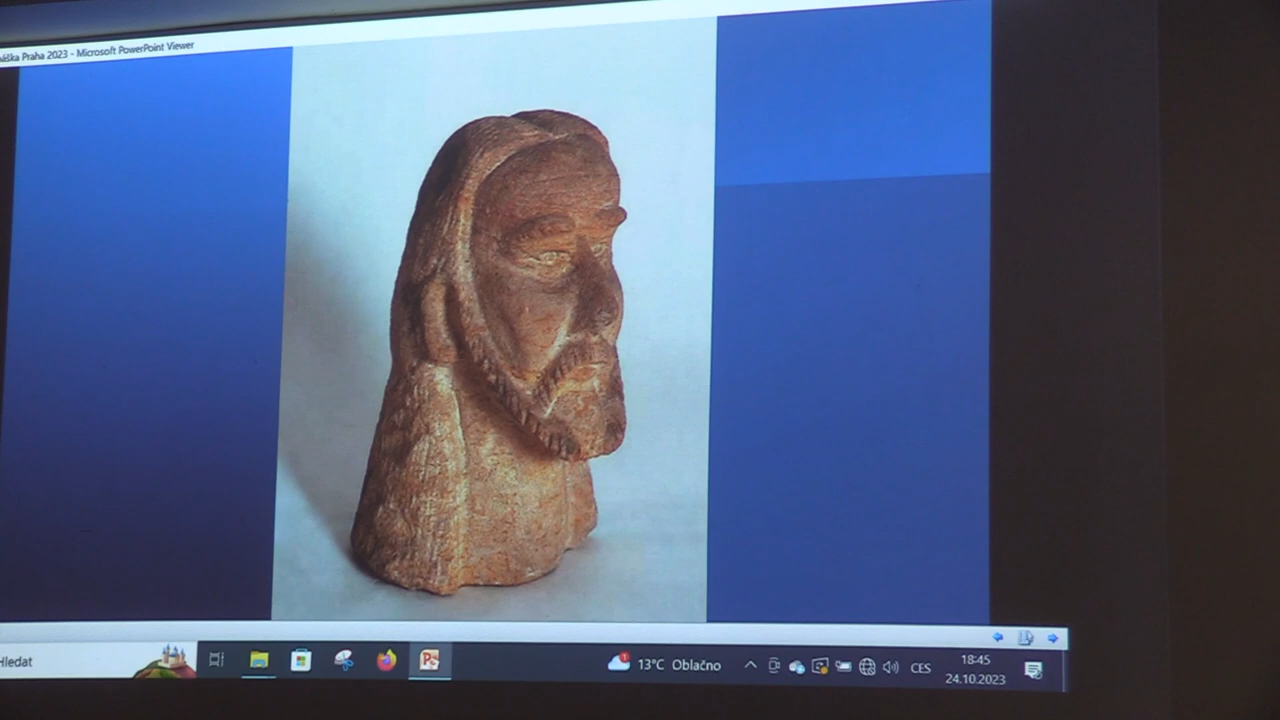 áška Praha 2023 - Microsoft PowerPoint Viewer
Hledat
13°C Oblačno
CES
18:45
24.10.2023